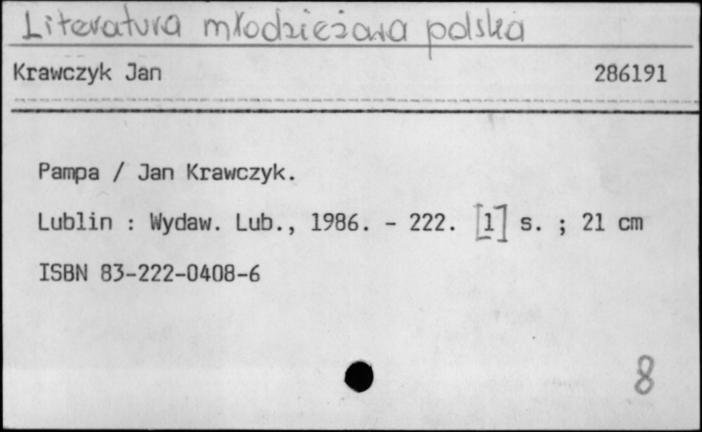 Literatura młodzieżowa polska
Krawczyk Jan 286191
Pampa / Jan Krawczyk.
Lublin : Wydaw. Lub., 1986. - 222. [1] s. ; 21 cm
ISBN 83-222-0408-6
8